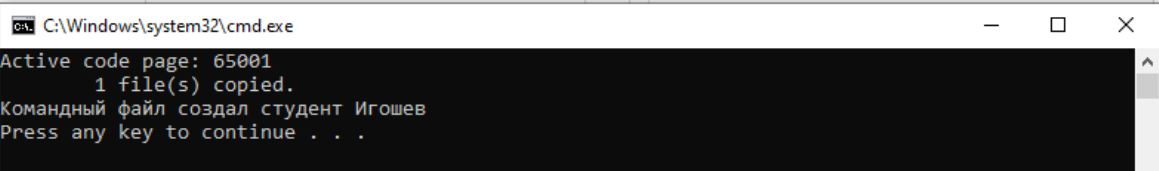 C:\Windows\system32\cmd.exe
Active code page: 65001
        1 file(s) copied.
Командный файл создал студент Игошев
Press any key to continue . . .